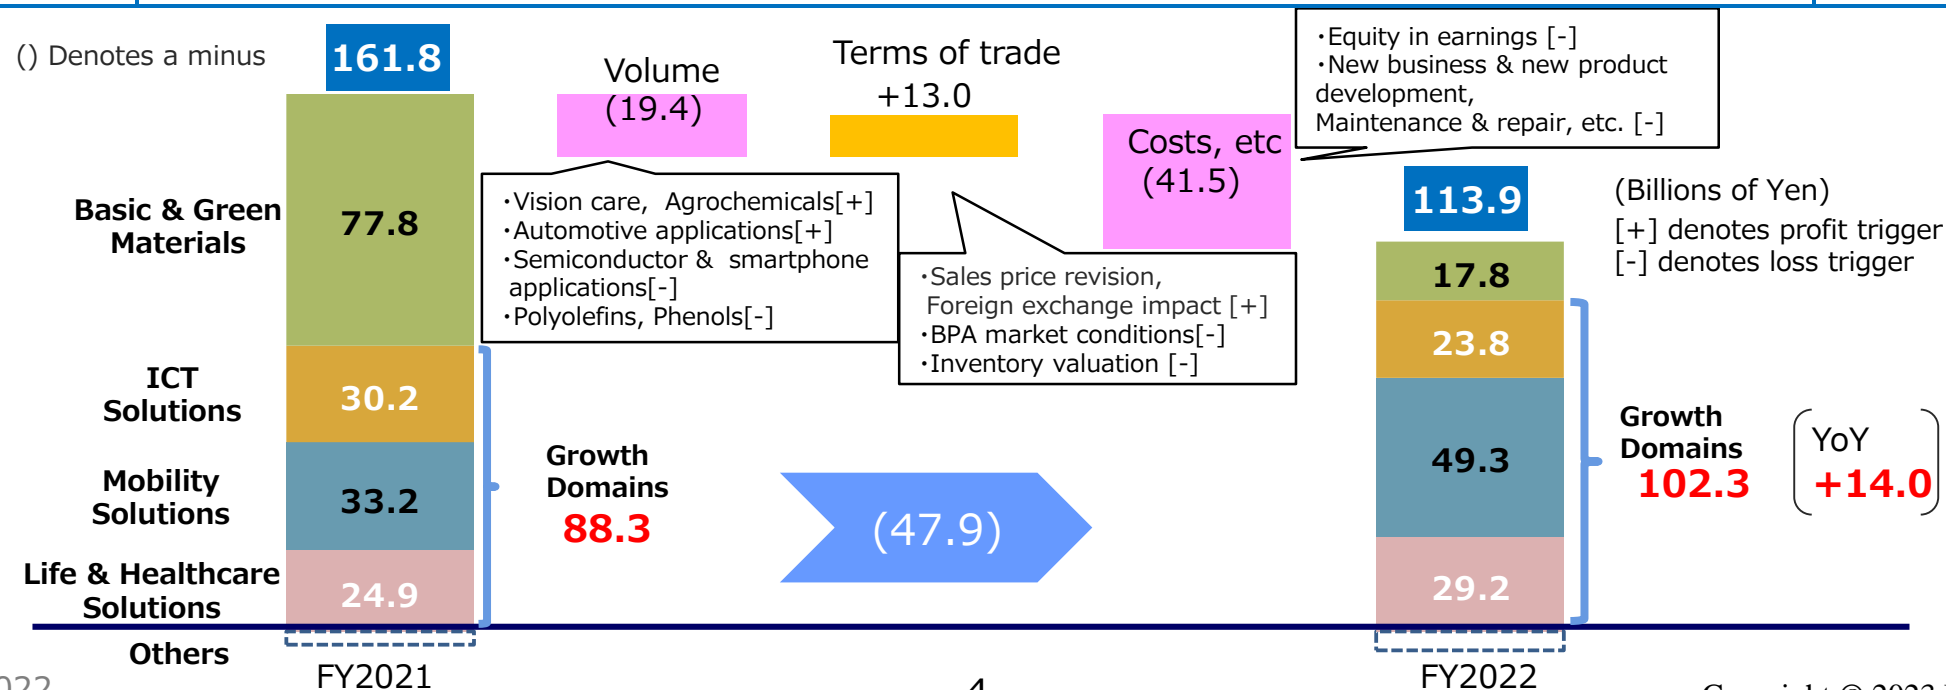 () Denotes a minus
161.8
Volume
(19.4)
Terms of trade
+13.0
Costs, etc
(41.5)
・Equity in earnings [-]
・New business & new product
development,
Maintenance & repair, etc. [-]
113.9
(Billions of Yen)
[+] denotes profit trigger
[-] denotes loss trigger
Basic & Green
Materials
77.8
・Vision care, Agrochemicals[+]
・Automotive applications[+]
・Semiconductor & smartphone
applications[-]
・Polyolefins, Phenols[-]
・Sales price revision,
Foreign exchange impact [+]
・BPA market conditions[-]
・Inventory valuation [-]
17.8
23.8
49.3
29.2
ICT
Solutions
30.2
Mobility
Solutions
33.2
Life & Healthcare
Solutions
24.9
Growth
Domains
88.3
(47.9)
Growth
Domains
102.3
YoY
+14.0
Others
FY2021
FY2022